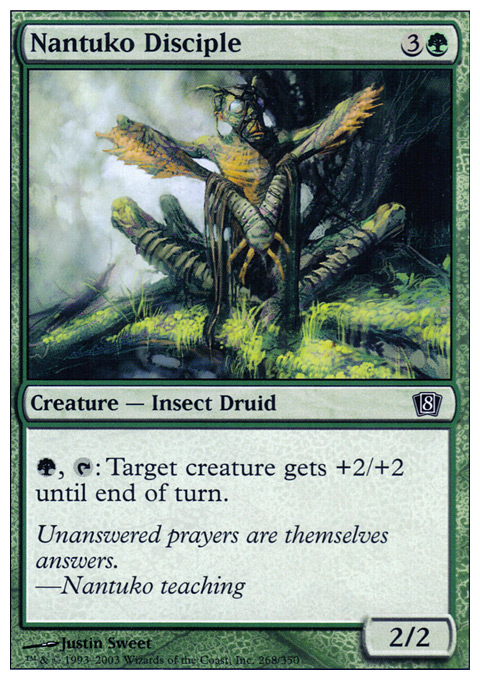 Nantuko Disciple 3
Creature — Insect Druid 8
, : Target creature gets +2/+2
until end of turn.
Unanswered prayers are themselves
answers.
—Nantuko teaching
2/2
Justin Sweet
™ & © 1993–2003 Wizards of the Coast, Inc. 268/350